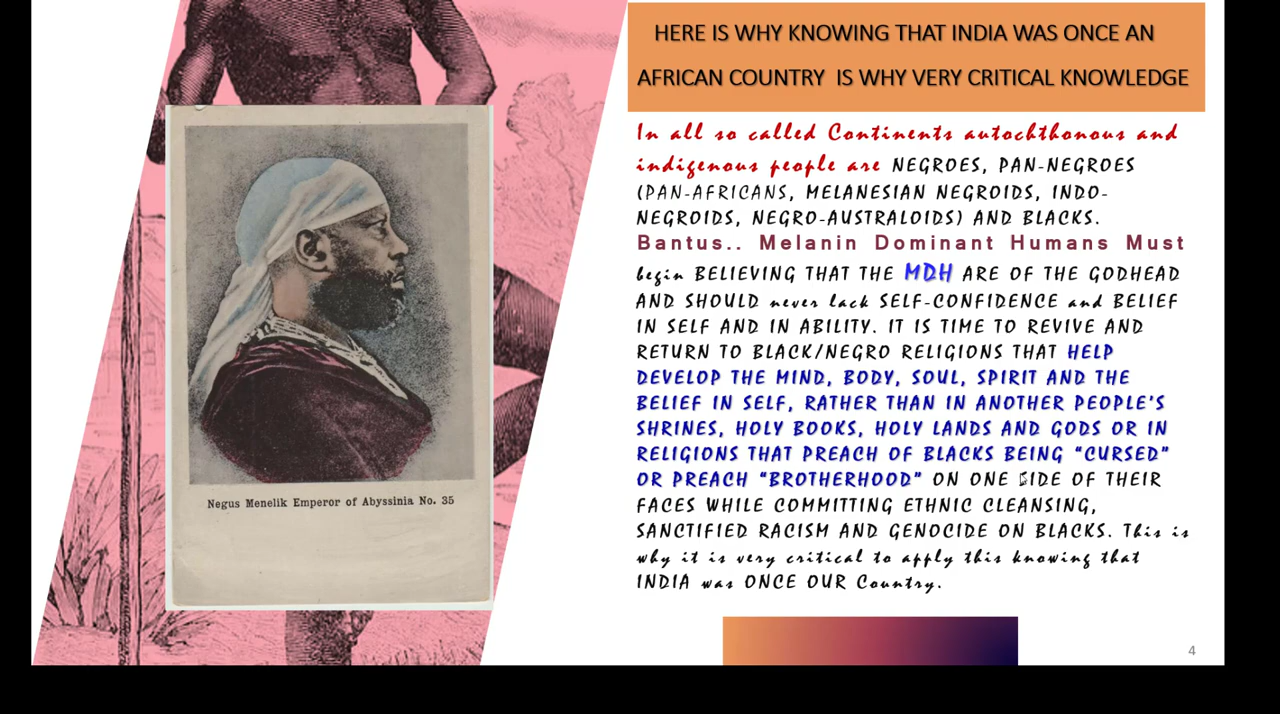 HERE IS WHY KNOWING THAT INDIA WAS ONCE AN
AFRICAN COUNTRY IS WHY VERY CRITICAL KNOWLEDGE
In all so called Continents autochthonous and
indigenous people are NEGROES, PAN-NEGROES
(PAN-AFRICANS, MELANESIAN NEGROIDS, INDO-
NEGROIDS, NEGRO-AUSTRALOIDS) AND BLACKS.
Bantus.. Melanin Dominant Humans Must
begin BELIEVING THAT THE MDH ARE OF THE GODHEAD
AND SHOULD never lack SELF-CONFIDENCE and BELIEF
IN SELF AND IN ABILITY. IT IS TIME TO REVIVE AND
RETURN TO BLACK/NEGRO RELIGIONS THAT HELP
DEVELOP THE MIND, BODY, SOUL, SPIRIT AND THE
BELIEF IN SELF, RATHER THAN IN ANOTHER PEOPLE'S
SHRINES, HOLY BOOKS, HOLY LANDS AND GODS OR IN
RELIGIONS THAT PREACH OF BLACKS BEING “CURSED”
OR PREACH “BROTHERHOOD” ON ONE SIDE OF THEIR
FACES WHILE COMMITTING ETHNIC CLEANSING,
SANCTIFIED RACISM AND GENOCIDE ON BLACKS. This is
why it is very critical to apply this knowing that
INDIA was ONCE OUR Country.
Negus Menelik Emperor of Abyssinia No. 35
4